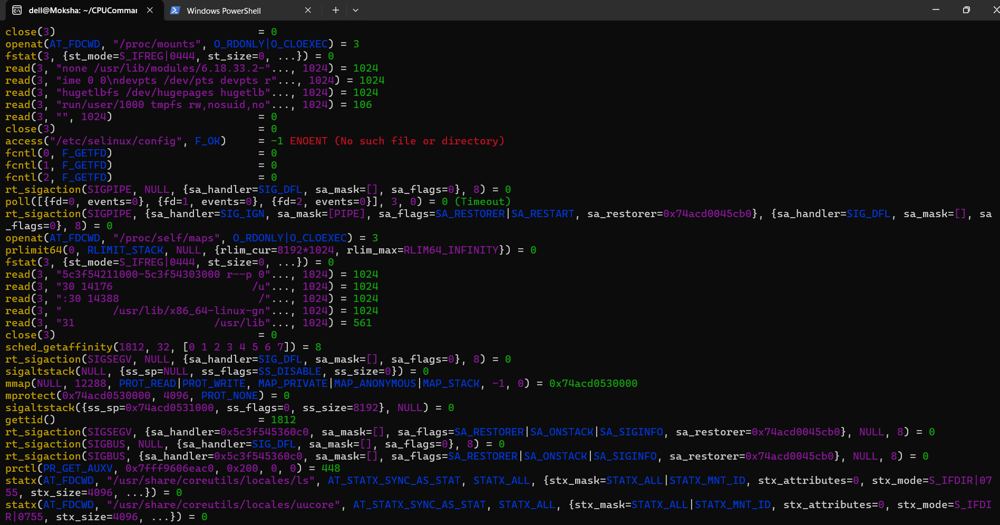 dell@Moksha: ~/CPUCommar
Windows PowerShell
close(3)                                = 0
openat(AT_FDCWD, "/proc/mounts", O_RDONLY|O_CLOEXEC) = 3
fstat(3, {st_mode=S_IFREG|0444, st_size=0, ...}) = 0
read(3, "none /usr/lib/modules/6.18.33.2-"..., 1024) = 1024
read(3, "ime 0 0\ndevpts /dev/pts devpts r"..., 1024) = 1024
read(3, "hugetlbfs /dev/hugepages hugetlb"..., 1024) = 1024
read(3, "run/user/1000 tmpfs rw,nosuid,no"..., 1024) = 106
read(3, "", 1024)                       = 0
close(3)                                = 0
access("/etc/selinux/config", F_OK)     = -1 ENOENT (No such file or directory)
fcntl(0, F_GETFD)                       = 0
fcntl(1, F_GETFD)                       = 0
fcntl(2, F_GETFD)                       = 0
rt_sigaction(SIGPIPE, NULL, {sa_handler=SIG_DFL, sa_mask=[], sa_flags=0}, 8) = 0
poll([{fd=0, events=0}, {fd=1, events=0}, {fd=2, events=0}], 3, 0) = 0 (Timeout)
rt_sigaction(SIGPIPE, {sa_handler=SIG_IGN, sa_mask=[PIPE], sa_flags=SA_RESTORER|SA_RESTART, sa_restorer=0x74acd0045cb0}, {sa_handler=SIG_DFL, sa_mask=[], sa
_flags=0}, 8) = 0
openat(AT_FDCWD, "/proc/self/maps", O_RDONLY|O_CLOEXEC) = 3
prlimit64(0, RLIMIT_STACK, NULL, {rlim_cur=8192*1024, rlim_max=RLIM64_INFINITY}) = 0
fstat(3, {st_mode=S_IFREG|0444, st_size=0, ...}) = 0
read(3, "5c3f54211000-5c3f54303000 r--p 0"..., 1024) = 1024
read(3, "30 14176                      /u"..., 1024) = 1024
read(3, ":30 14388                      /"..., 1024) = 1024
read(3, "        /usr/lib/x86_64-linux-gn"..., 1024) = 1024
read(3, "31                      /usr/lib"..., 1024) = 561
close(3)                                = 0
sched_getaffinity(1812, 32, [0 1 2 3 4 5 6 7]) = 8
rt_sigaction(SIGSEGV, NULL, {sa_handler=SIG_DFL, sa_mask=[], sa_flags=0}, 8) = 0
sigaltstack(NULL, {ss_sp=NULL, ss_flags=SS_DISABLE, ss_size=0}) = 0
mmap(NULL, 12288, PROT_READ|PROT_WRITE, MAP_PRIVATE|MAP_ANONYMOUS|MAP_STACK, -1, 0) = 0x74acd0530000
mprotect(0x74acd0530000, 4096, PROT_NONE) = 0
sigaltstack({ss_sp=0x74acd0531000, ss_flags=0, ss_size=8192}, NULL) = 0
gettid()                                = 1812
rt_sigaction(SIGSEGV, {sa_handler=0x5c3f545360c0, sa_mask=[], sa_flags=SA_RESTORER|SA_ONSTACK|SA_SIGINFO, sa_restorer=0x74acd0045cb0}, NULL, 8) = 0
rt_sigaction(SIGBUS, NULL, {sa_handler=SIG_DFL, sa_mask=[], sa_flags=0}, 8) = 0
rt_sigaction(SIGBUS, {sa_handler=0x5c3f545360c0, sa_mask=[], sa_flags=SA_RESTORER|SA_ONSTACK|SA_SIGINFO, sa_restorer=0x74acd0045cb0}, NULL, 8) = 0
prctl(PR_GET_AUXV, 0x7fff9606eac0, 0x200, 0, 0) = 448
statx(AT_FDCWD, "/usr/share/coreutils/locales/ls", AT_STATX_SYNC_AS_STAT, STATX_ALL, {stx_mask=STATX_ALL|STATX_MNT_ID, stx_attributes=0, stx_mode=S_IFDIR|07
55, stx_size=4096, ...}) = 0
statx(AT_FDCWD, "/usr/share/coreutils/locales/uucore", AT_STATX_SYNC_AS_STAT, STATX_ALL, {stx_mask=STATX_ALL|STATX_MNT_ID, stx_attributes=0, stx_mode=S_IFDI
R|0755, stx_size=4096, ...}) = 0